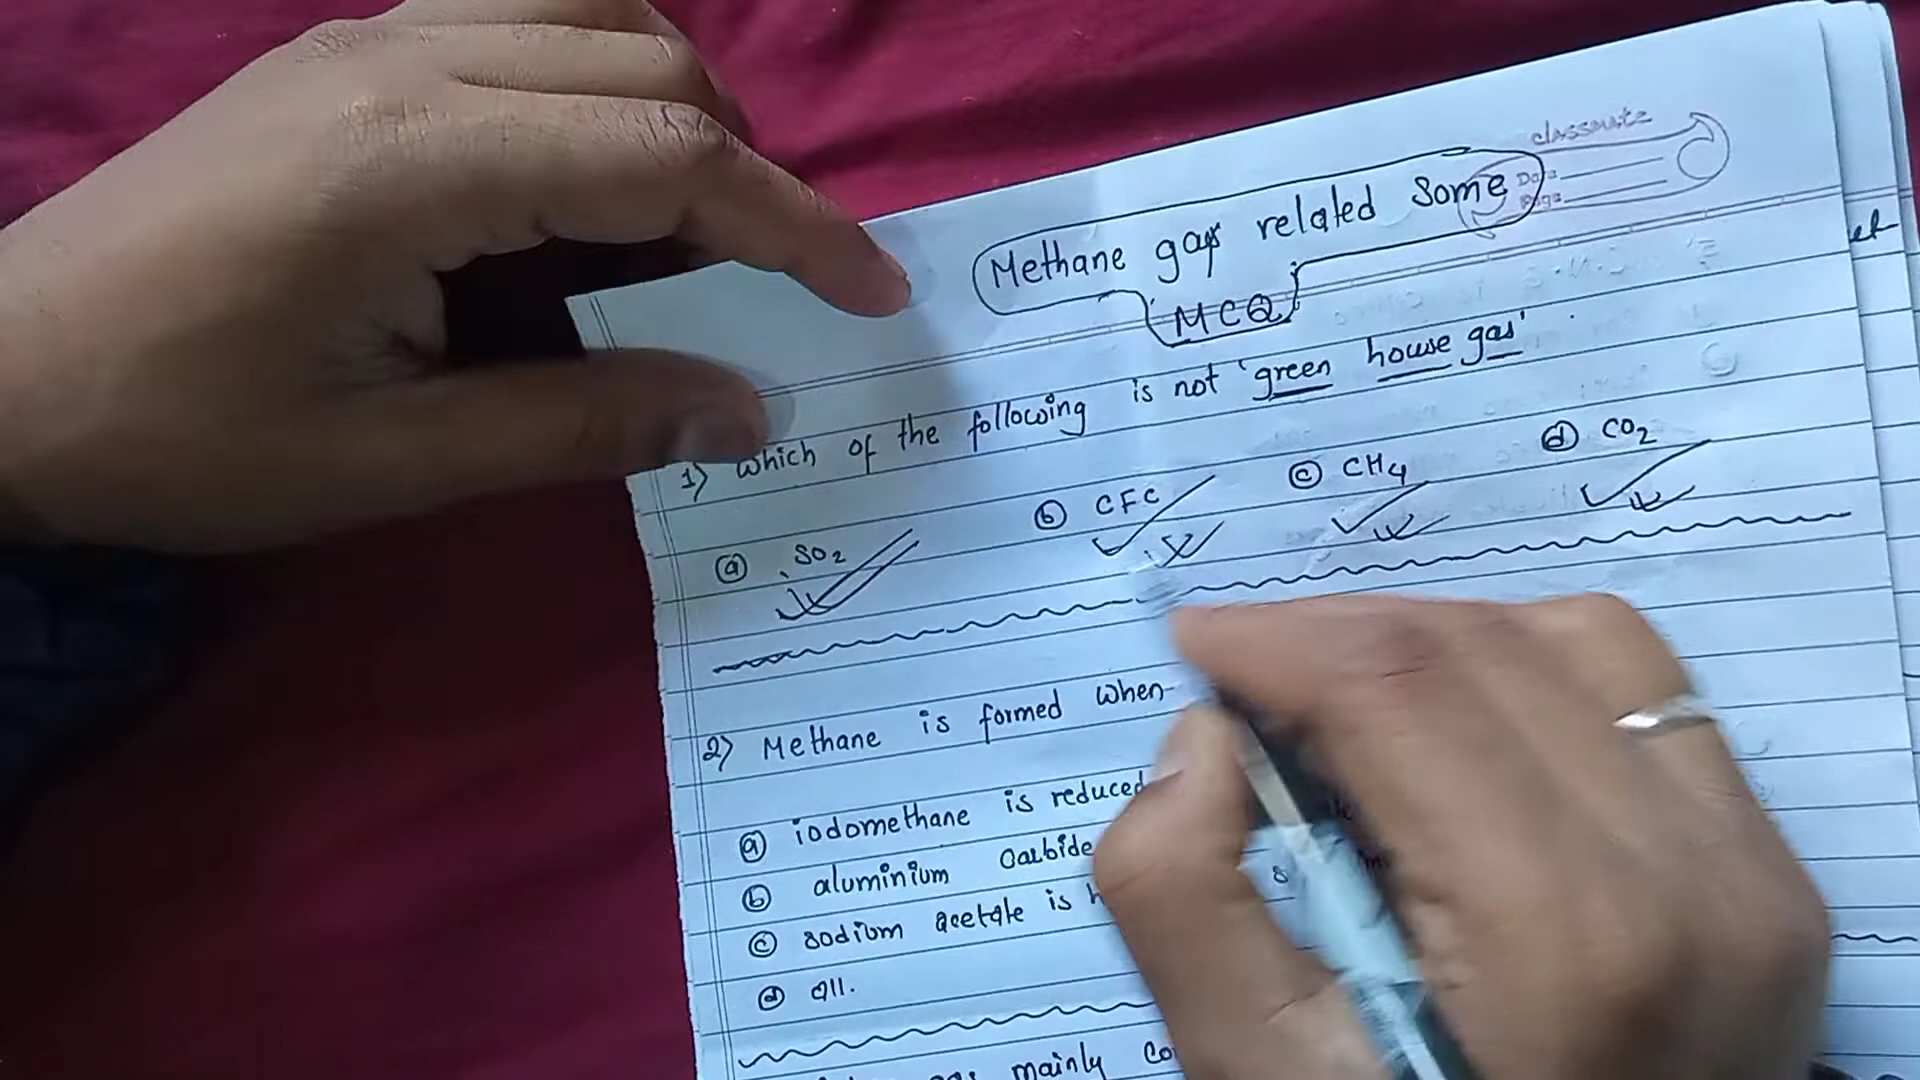 classmate
Date
Page
Methane gas related some
MCQ
1) Which of the following is not 'green house gas'
(a) SO2 (b) CFC (c) CH4 (d) CO2
2) Methane is formed when
(a) iodomethane is reduced
(b) aluminium carbide
(c) sodium acetate is
(d) all.
mainly